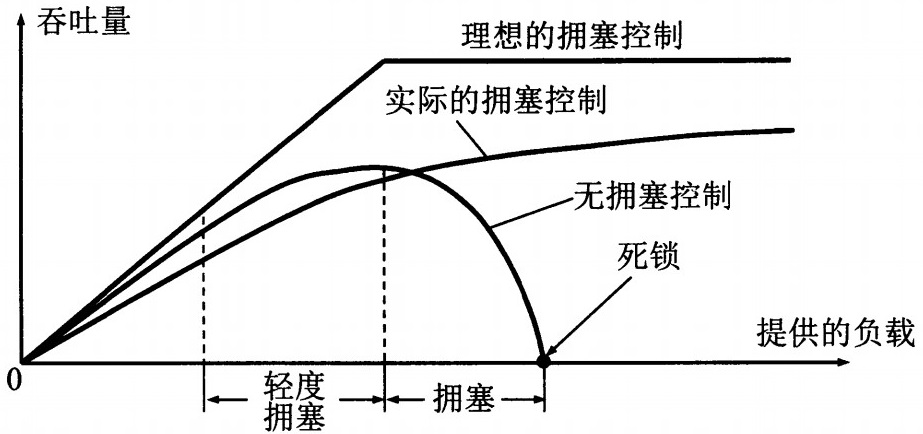 吞吐量
理想的拥塞控制
实际的拥塞控制
无拥塞控制
死锁
提供的负载
0
轻度
拥塞
拥塞